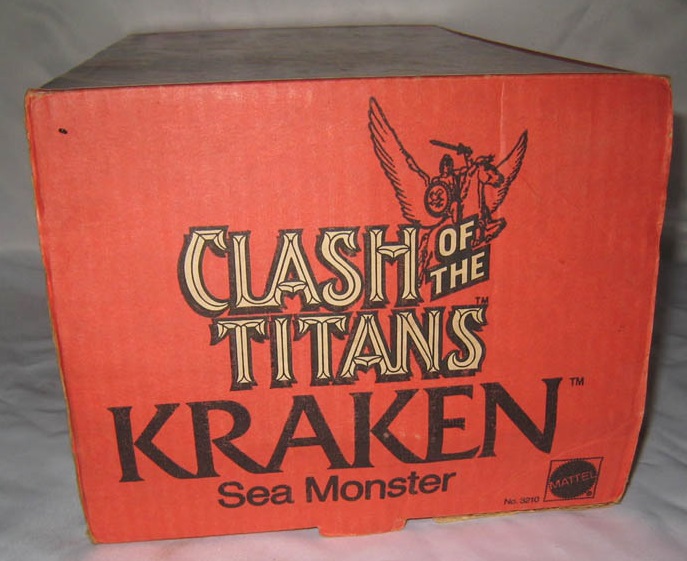 CLASH OF THE
TITANS™
KRAKEN™
Sea Monster
No. 3210
MATTEL®